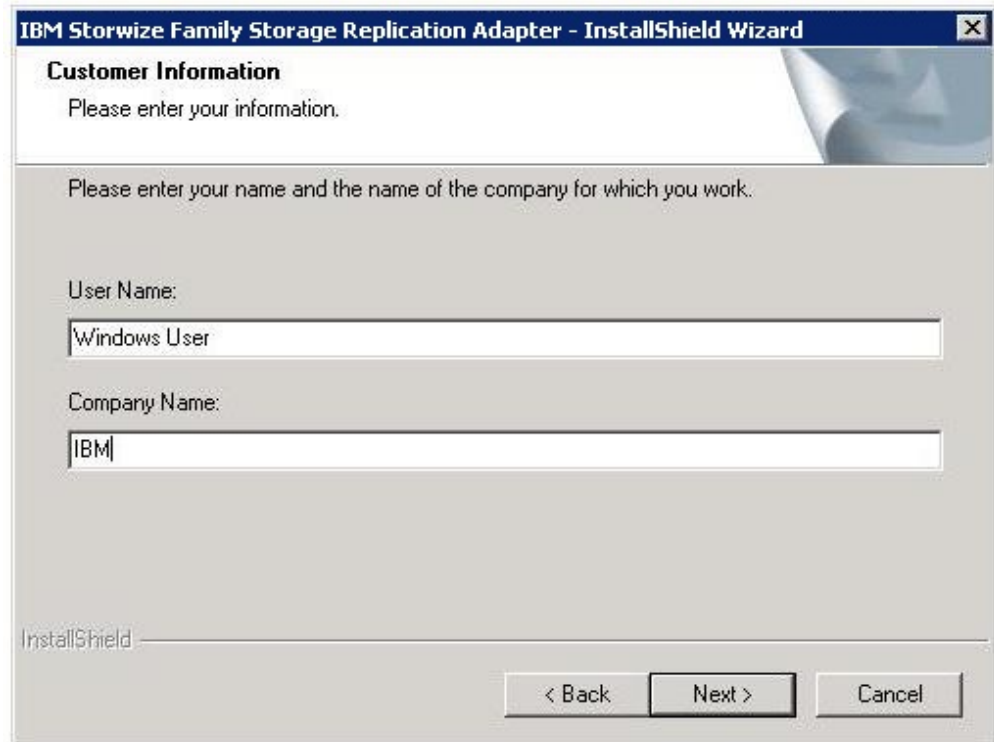 IBM Storwize Family Storage Replication Adapter - InstallShield Wizard
Customer Information
Please enter your information.
Please enter your name and the name of the company for which you work.
User Name:
Windows User
Company Name:
IBM
InstallShield
< Back
Next >
Cancel